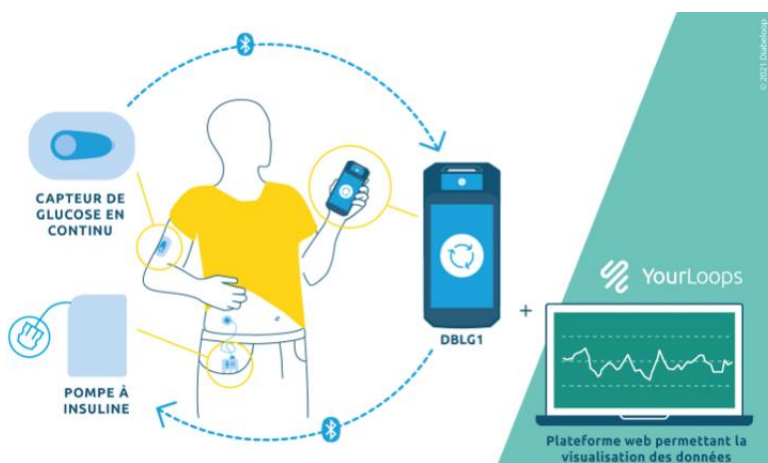 © 2021 Diabeloop
CAPTEUR DE
GLUCOSE EN
CONTINU
POMPE À
INSULINE
DBLG1
+
YourLoops
Plateforme web permettant la
visualisation des données